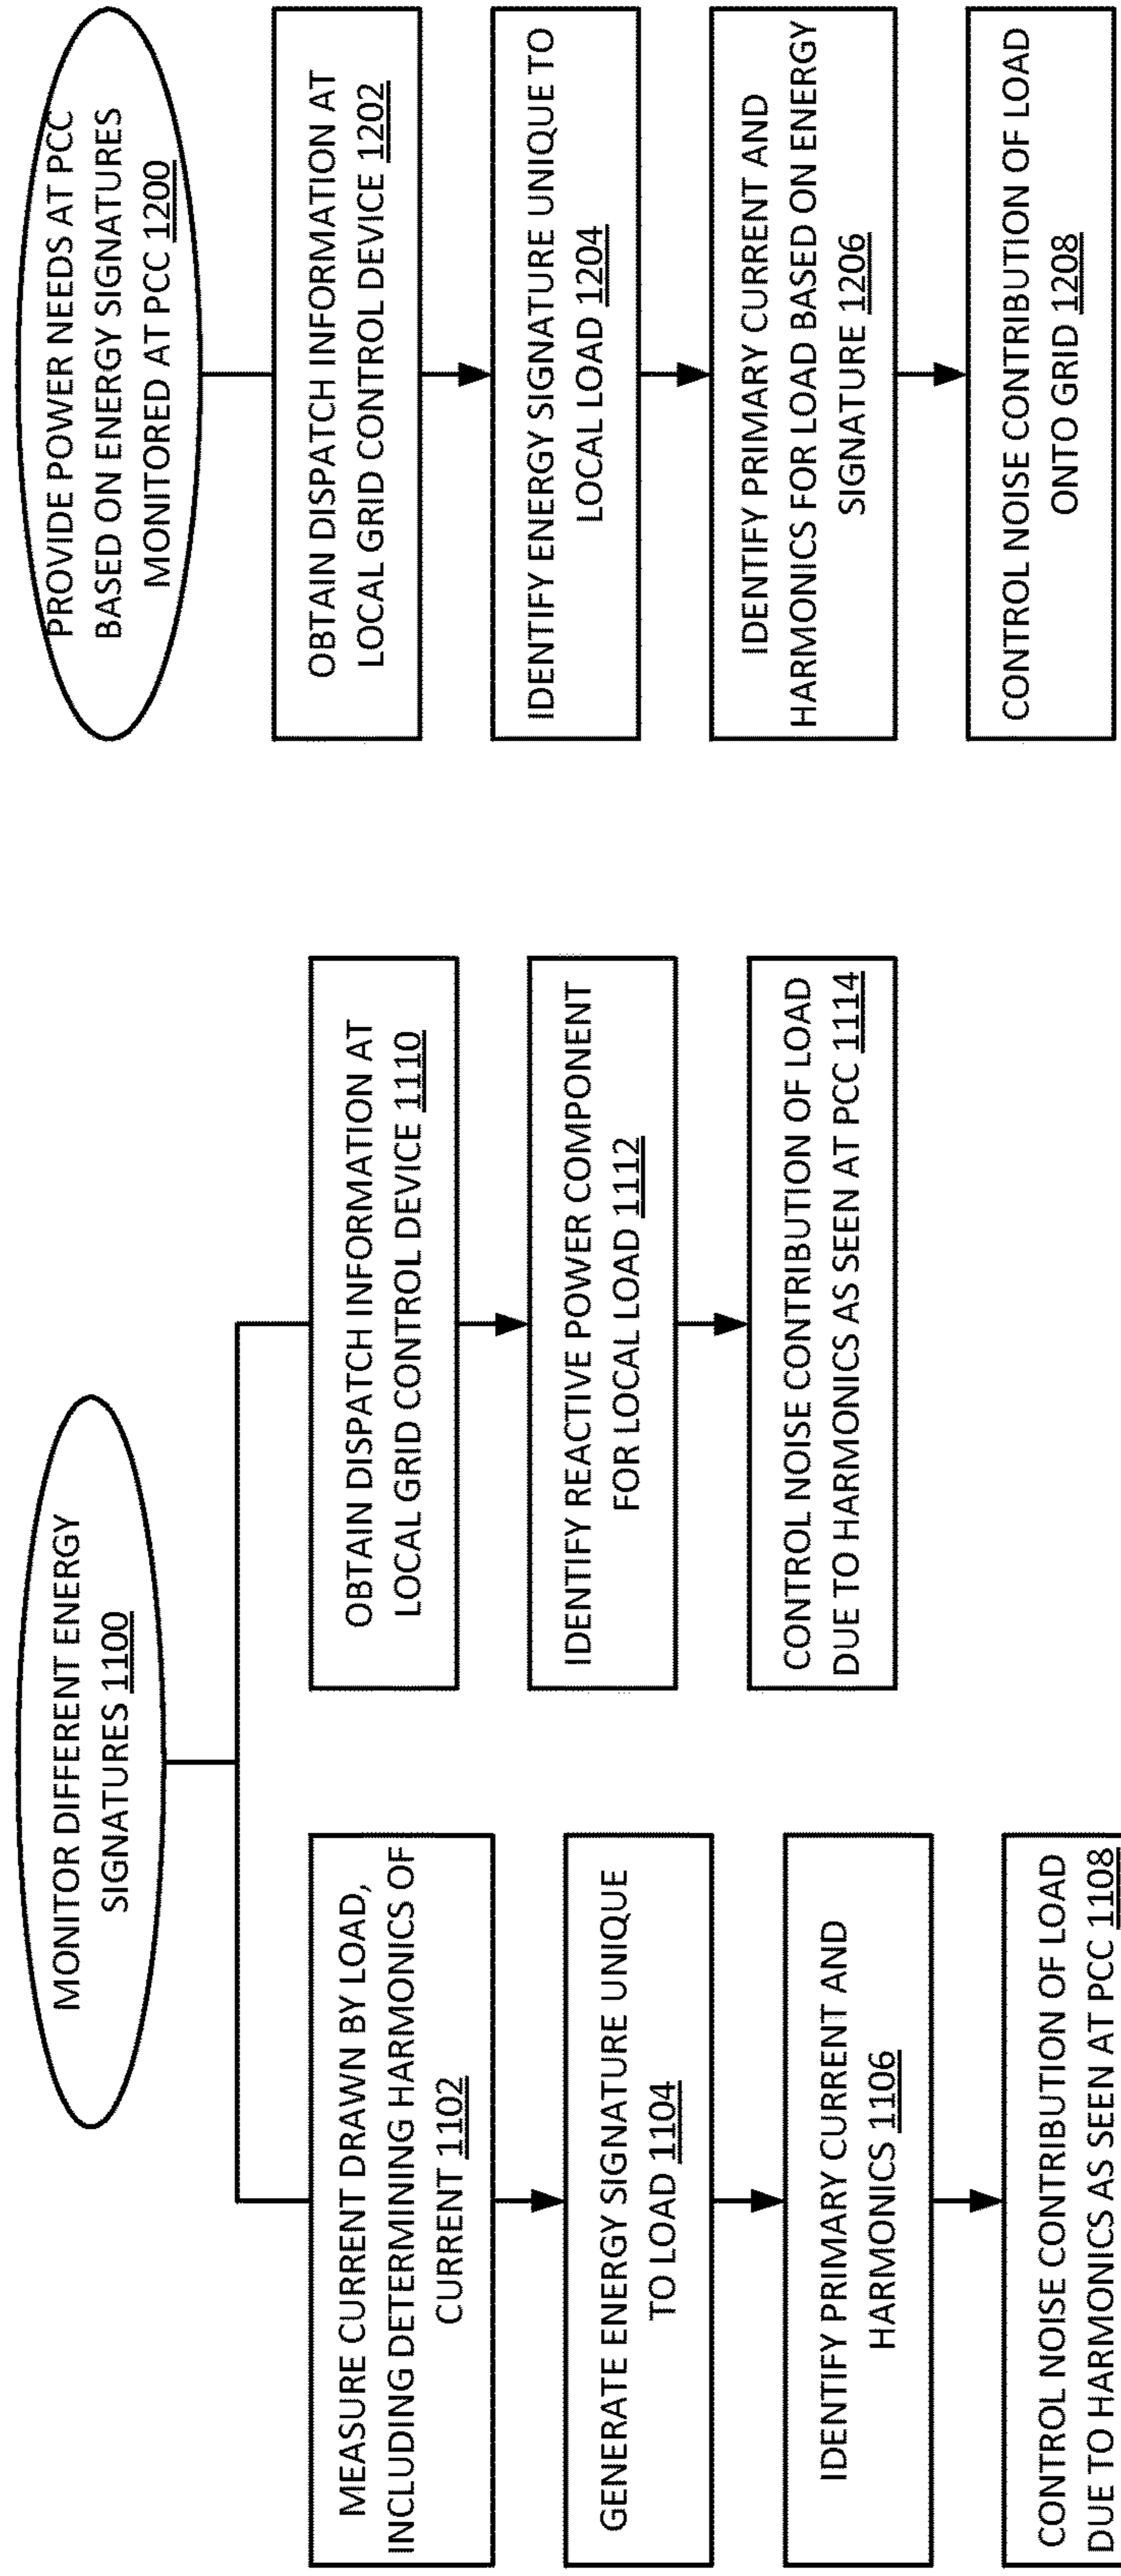 MONITOR DIFFERENT ENERGY
SIGNATURES 1100
MEASURE CURRENT DRAWN BY LOAD,
INCLUDING DETERMINING HARMONICS OF
CURRENT 1102
GENERATE ENERGY SIGNATURE UNIQUE
TO LOAD 1104
IDENTIFY PRIMARY CURRENT AND
HARMONICS 1106
CONTROL NOISE CONTRIBUTION OF LOAD
DUE TO HARMONICS AS SEEN AT PCC 1108
OBTAIN DISPATCH INFORMATION AT
LOCAL GRID CONTROL DEVICE 1110
IDENTIFY REACTIVE POWER COMPONENT
FOR LOCAL LOAD 1112
CONTROL NOISE CONTRIBUTION OF LOAD
DUE TO HARMONICS AS SEEN AT PCC 1114
PROVIDE POWER NEEDS AT PCC
BASED ON ENERGY SIGNATURES
MONITORED AT PCC 1200
OBTAIN DISPATCH INFORMATION AT
LOCAL GRID CONTROL DEVICE 1202
IDENTIFY ENERGY SIGNATURE UNIQUE TO
LOCAL LOAD 1204
IDENTIFY PRIMARY CURRENT AND
HARMONICS FOR LOAD BASED ON ENERGY
SIGNATURE 1206
CONTROL NOISE CONTRIBUTION OF LOAD
ONTO GRID 1208